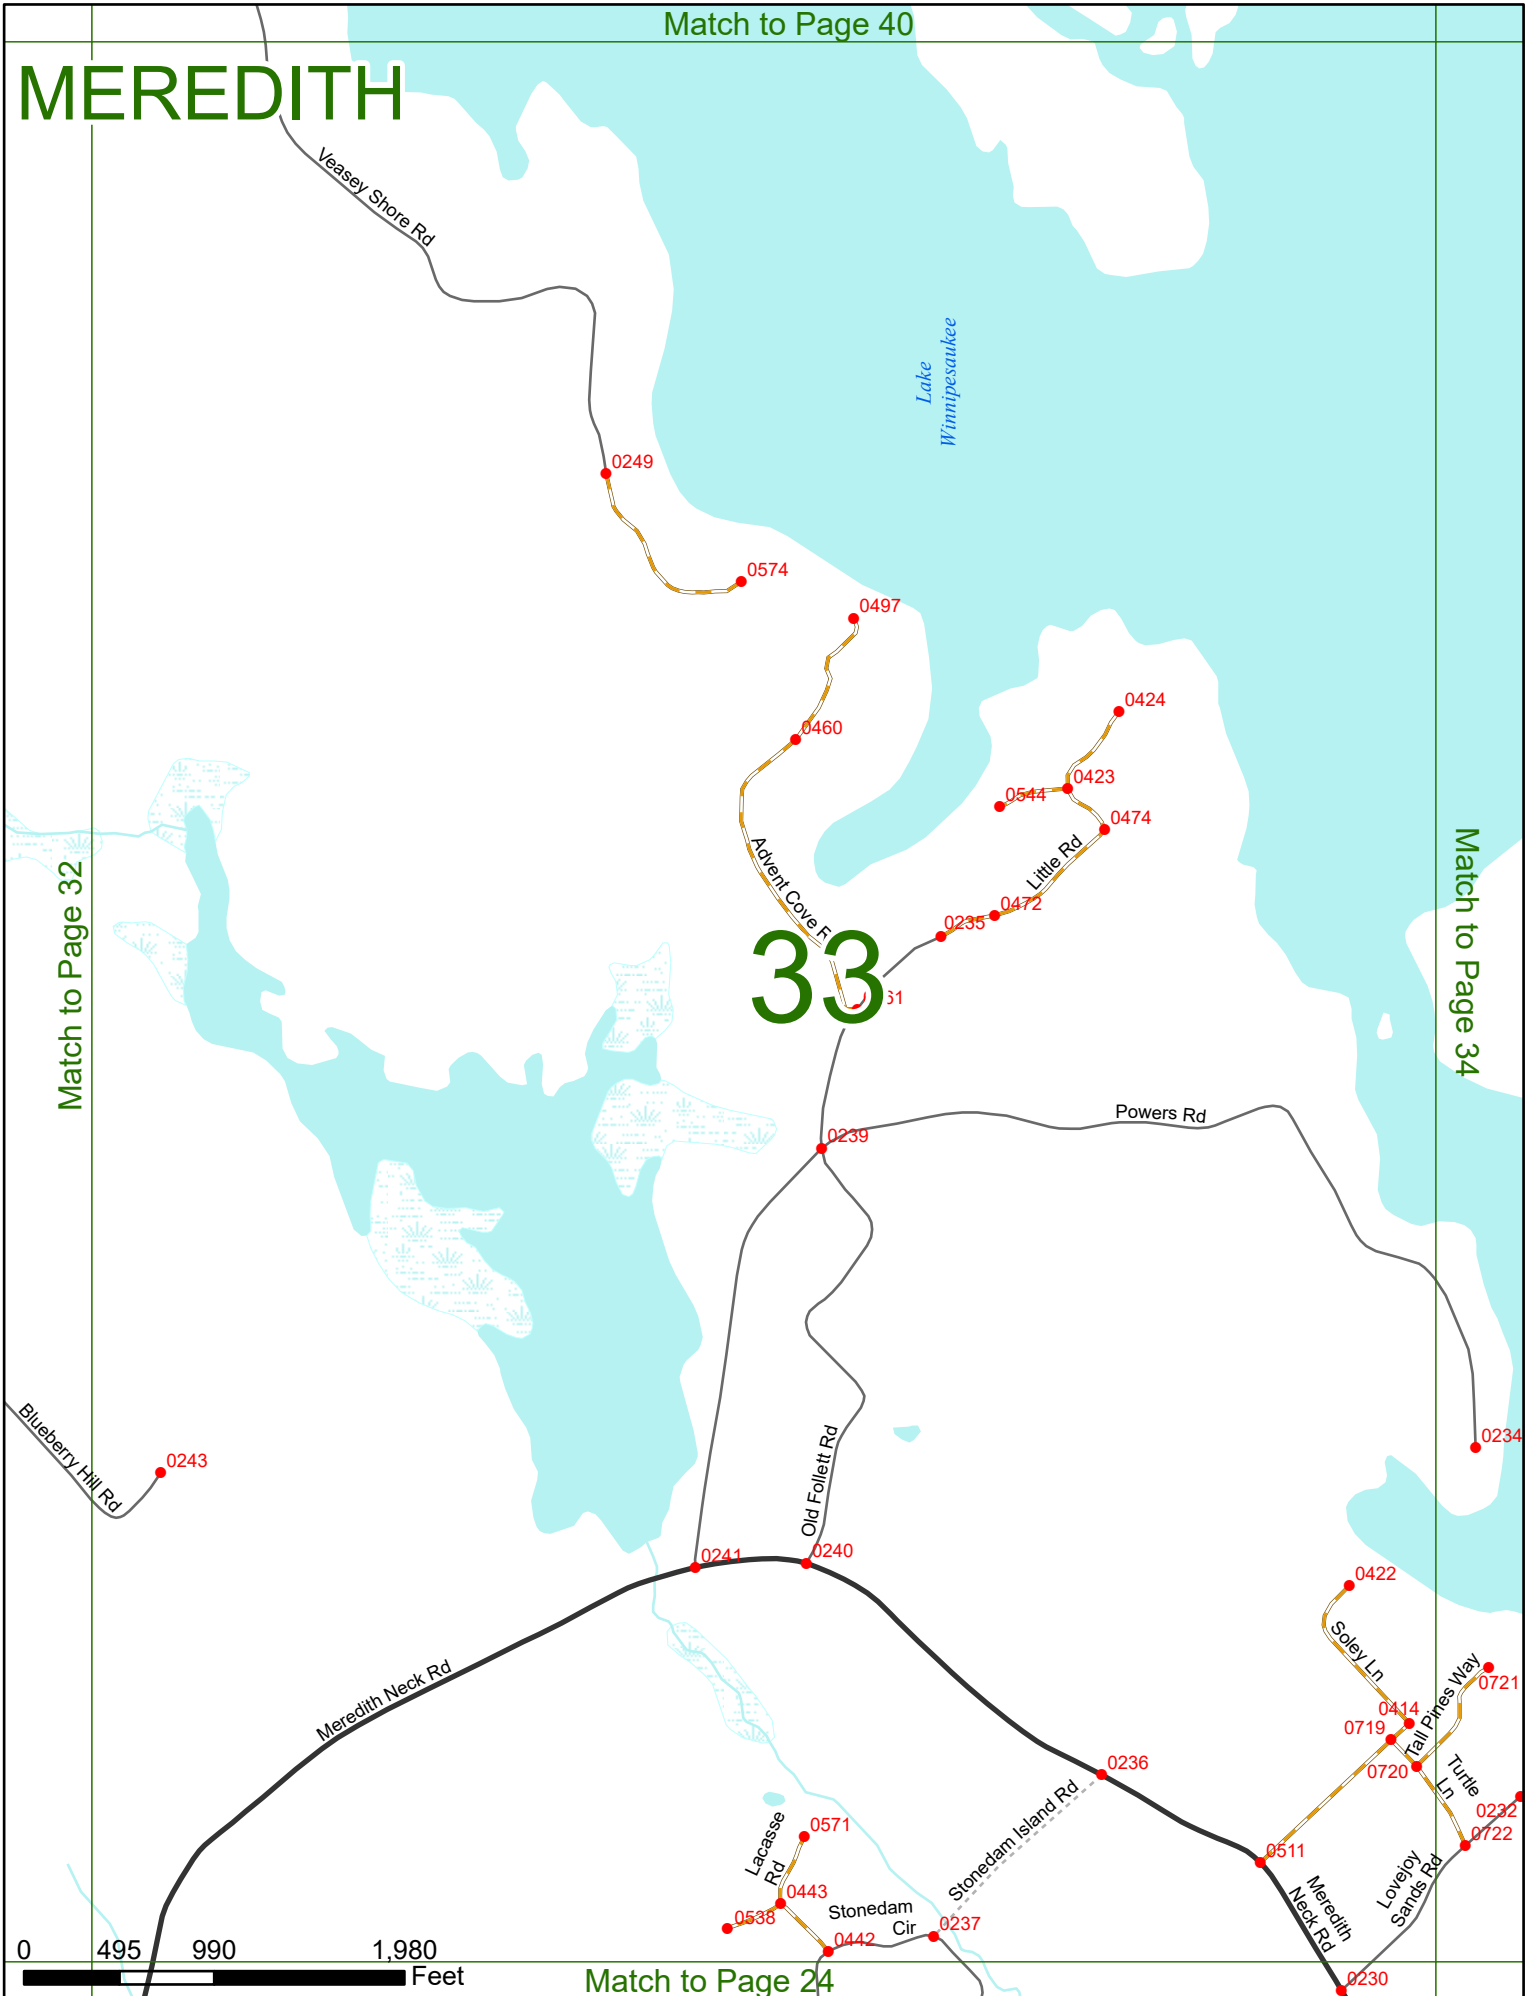 Match to Page 40
MEREDITH
Veasey Shore Rd
Lake
Winnipesaukee
0249
0574
0497
0424
0460
0423
0544
0474
Match to Page 32
Match to Page 34
Little Rd
Advent Cove
0472
0235
33
61
Powers Rd
0239
0234
Blueberry Hill Rd
0243
Old Follett Rd
0241
0240
0422
Soley Ln
Meredith Neck Rd
0721
Tall Pines Way
0414
0719
0720
Turtle
Ln
0236
0232
Stonedam Island Rd
0722
Lacasse
Rd
0571
0511
Lovejoy
Sands Rd
Meredith
Neck Rd
0443
Stonedam
Cir
0538
0237
0442
0 495 990 1,980
Feet
Match to Page 24
0230